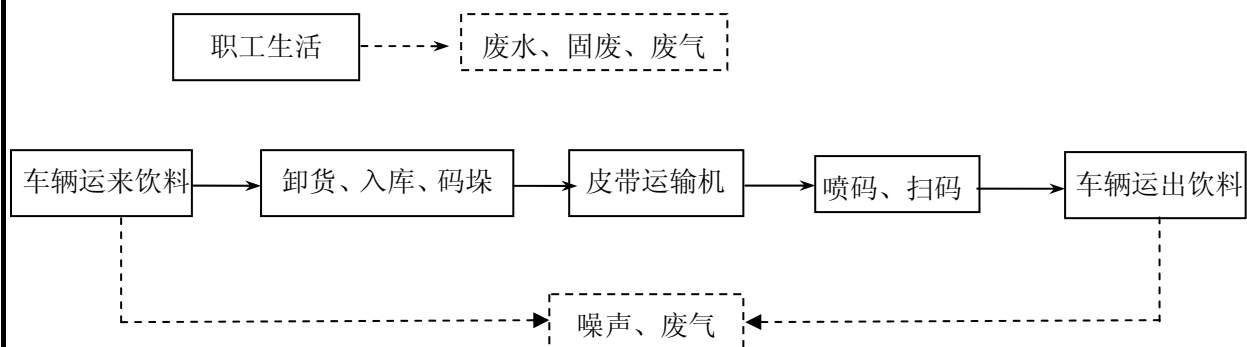 职工生活
废水、固废、废气
车辆运来饮料
卸货、入库、码垛
皮带运输机
喷码、扫码
车辆运出饮料
噪声、废气